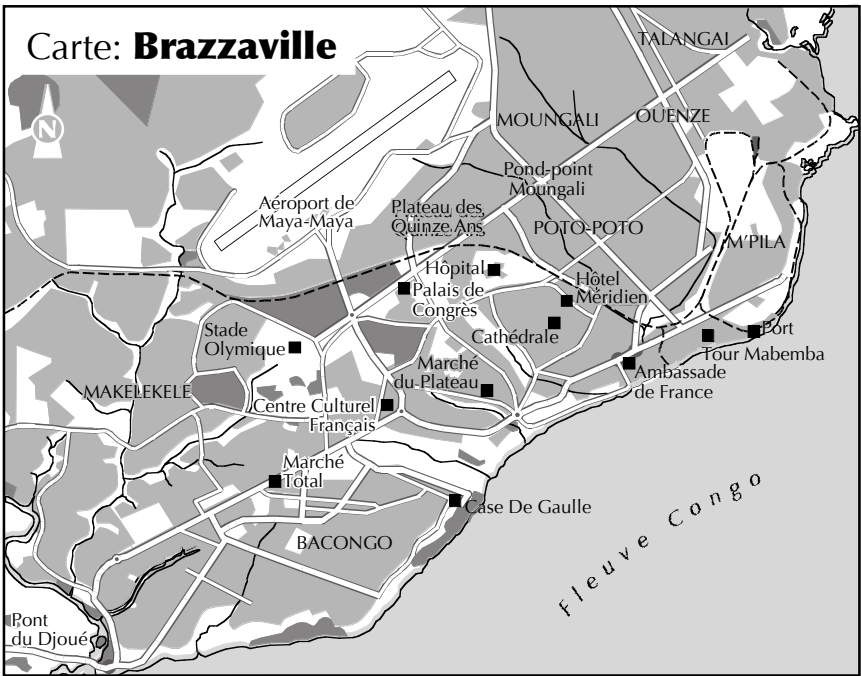 Carte: Brazzaville
N
TALANGAI
MOUNGALI
OUENZE
Pond-point
Moungali
Aéroport de
Maya-Maya
Plateau des
Quinze Ans
POTO-POTO
M'PILA
Hôpital
Palais de
Congrès
Hôtel
Méridien
Stade
Olymique
Cathédrale
Port
Tour Mabemba
Marché
du Plateau
Ambassade
de France
MAKELEKELE
Centre Culturel
Français
Marché
Total
Case De Gaulle
BACONGO
Fleuve Congo
Pont
du Djoué